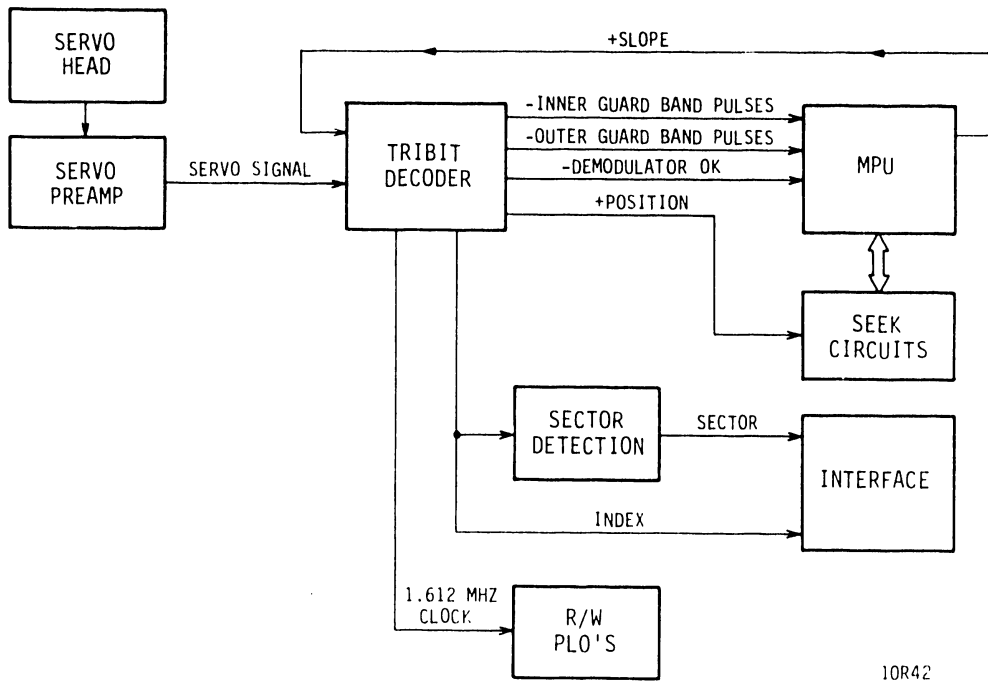 SERVO
HEAD
+SLOPE
SERVO
PREAMP
SERVO SIGNAL
TRIBIT
DECODER
-INNER GUARD BAND PULSES
-OUTER GUARD BAND PULSES
-DEMODULATOR OK
+POSITION
MPU
SEEK
CIRCUITS
SECTOR
DETECTION
SECTOR
INTERFACE
INDEX
1.612 MHZ
CLOCK
R/W
PLO'S
10R42